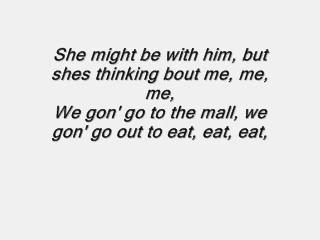 She might be with him, but
shes thinking bout me, me,
me,
We gon' go to the mall, we
gon' go out to eat, eat, eat,